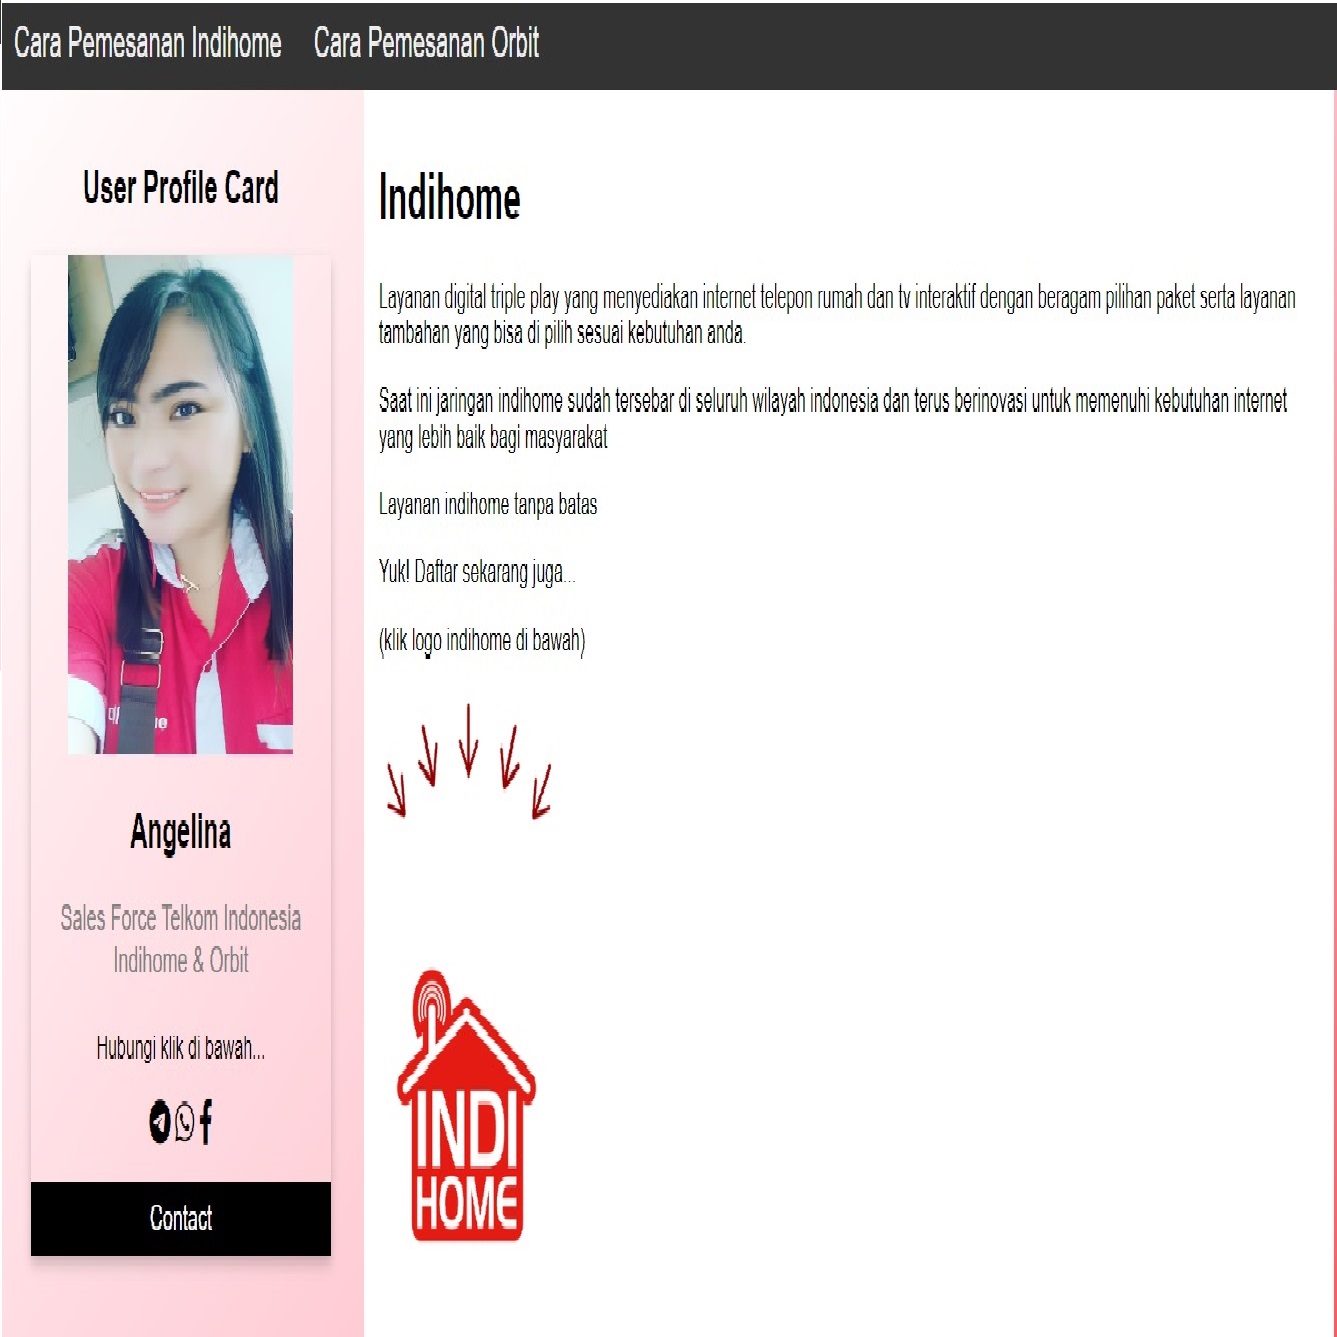 Cara Pemesanan Indihome
Cara Pemesanan Orbit
User Profile Card
Angelina
Sales Force Telkom Indonesia
Indihome & Orbit
Hubungi klik di bawah...
Contact
Indihome
Layanan digital triple play yang menyediakan internet telepon rumah dan tv interaktif dengan beragam pilihan paket serta layanan
tambahan yang bisa di pilih sesuai kebutuhan anda.
Saat ini jaringan indihome sudah tersebar di seluruh wilayah indonesia dan terus berinovasi untuk memenuhi kebutuhan internet
yang lebih baik bagi masyarakat
Layanan indihome tanpa batas
Yuk! Daftar sekarang juga...
(klik logo indihome di bawah)
INDI
HOME